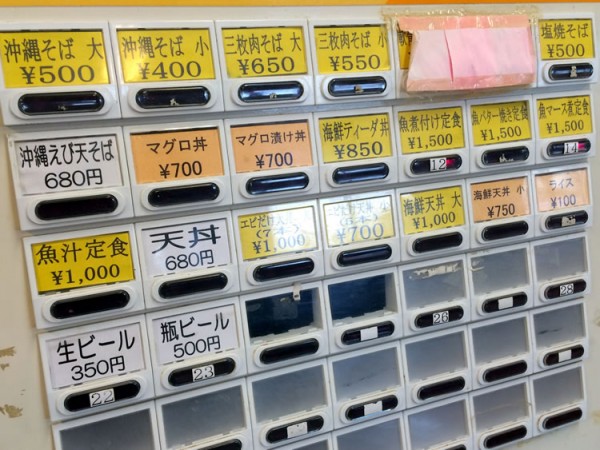 沖縄そば 大
¥500
沖縄そば 小
¥400
三枚肉そば 大
¥650
三枚肉そば 小
¥550
塩焼そば
¥500
沖縄えび天そば
680円
マグロ丼
¥700
マグロ漬け丼
¥700
海鮮ティーダ丼
¥850
魚煮付け定食
¥1,500
12
魚バター焼き定食
¥1,500
魚マース煮定食
¥1,500
14
魚汁定食
¥1,000
天丼
680円
¥1,000
¥700
海鮮天丼 大
¥1,000
海鮮天丼 小
¥750
ライス
¥100
生ビール
350円
22
瓶ビール
500円
23
26
28